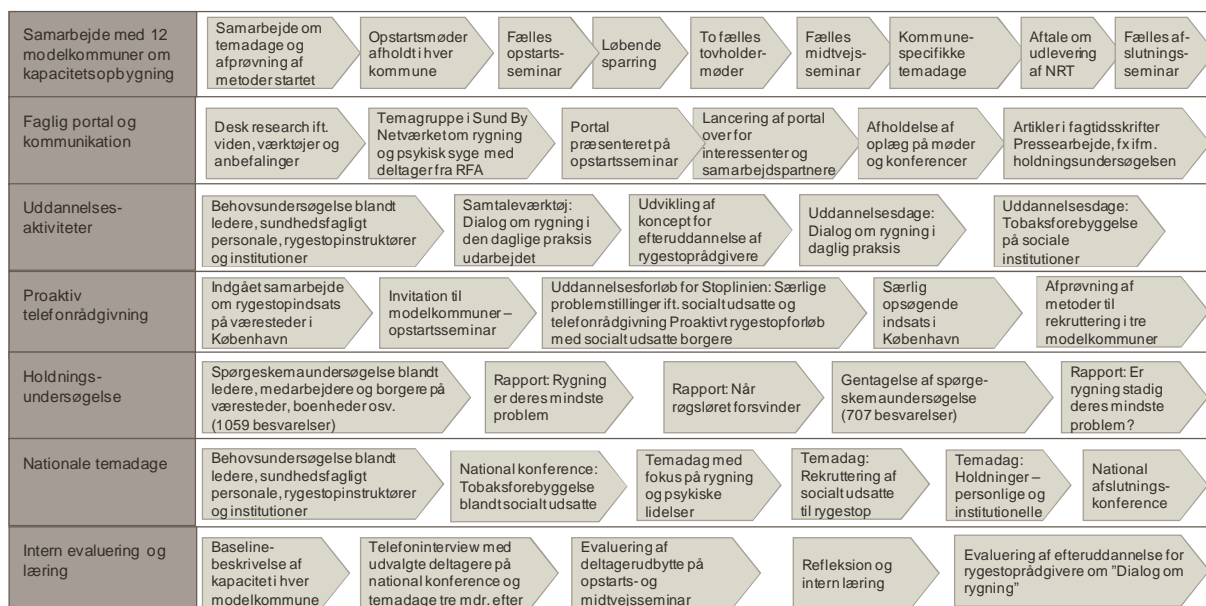 Samarbejde med 12
modelkommuner om
kapacitetsopbygning
Samarbejde om
temadage og
afprøvning af
metoder startet
Opstartsmøder
afholdt i hver
kommune
Fælles
opstarts-
seminar
Løbende
sparring
To fælles
tovholder-
møder
Fælles
midtvejs-
seminar
Kommune-
specifikke
temadage
Aftale om
udlevering
af NRT
Fælles af-
slutnings-
seminar
Faglig portal og
kommunikation
Desk research ift.
viden, værktøjer og
anbefalinger
Temagruppe i Sund By
Netværket om rygning
og psykisk syge med
deltager fra RFA
Portal
præsenteret på
opstartsseminar
Lancering af portal
over for
interessenter og
samarbejdspartnere
Afholdelse af
oplæg på møder
og konferencer
Artikler i fagtidsskrifter
Pressearbejde, fx ifm.
holdningsundersøgelsen
Uddannelses-
aktiviteter
Behovsundersøgelse blandt
ledere, sundhedsfagligt
personale, rygestopinstruktører
og institutioner
Samtaleværktøj:
Dialog om rygning i
den daglige praksis
udarbejdet
Udvikling af
koncept for
efteruddannelse af
rygestoprådgivere
Uddannelsesdage:
Dialog om rygning i
daglig praksis
Uddannelsesdage:
Tobaksforebyggelse
på sociale
institutioner
Proaktiv
telefonrådgivning
Indgået samarbejde
om rygestopindsats
på væresteder i
København
Invitation til
modelkommuner –
opstartsseminar
Uddannelsesforløb for Stoplinien: Særlige
problemstillinger ift. socialt udsatte og
telefonrådgivning Proaktivt rygestopforløb
med socialt udsatte borgere
Særlig
opsøgende
indsats i
København
Afprøvning af
metoder til
rekruttering i tre
modelkommuner
Holdnings-
undersøgelse
Spørgeskemaundersøgelse blandt
ledere, medarbejdere og borgere på
væresteder, boenheder osv.
(1059 besvarelser)
Rapport: Rygning
er deres mindste
problem
Rapport: Når
røgsløret forsvinder
Gentagelse af spørge-
skemaundersøgelse
(707 besvarelser)
Rapport: Er
rygning stadig
deres mindste
problem?
Nationale temadage
Behovsundersøgelse blandt
ledere, sundhedsfagligt
personale, rygestopinstruktører
og institutioner
National konference:
Tobaksforebyggelse
blandt socialt udsatte
Temadag med
fokus på rygning
og psykiske
lidelser
Temadag:
Rekruttering af
socialt udsatte
til rygestop
Temadag:
Holdninger –
personlige og
institutionelle
National
afslutnings-
konference
Intern evaluering og
læring
Baseline-
beskrivelse af
kapacitet i hver
modelkommune
Telefoninterview med
udvalgte deltagere på
national konference og
temadage tre mdr. efter
Evaluering af
deltagerudbytte på
opstarts- og
midtvejsseminar
Refleksion og
intern læring
Evaluering af efteruddannelse for
rygestoprådgivere om ”Dialog om
rygning”